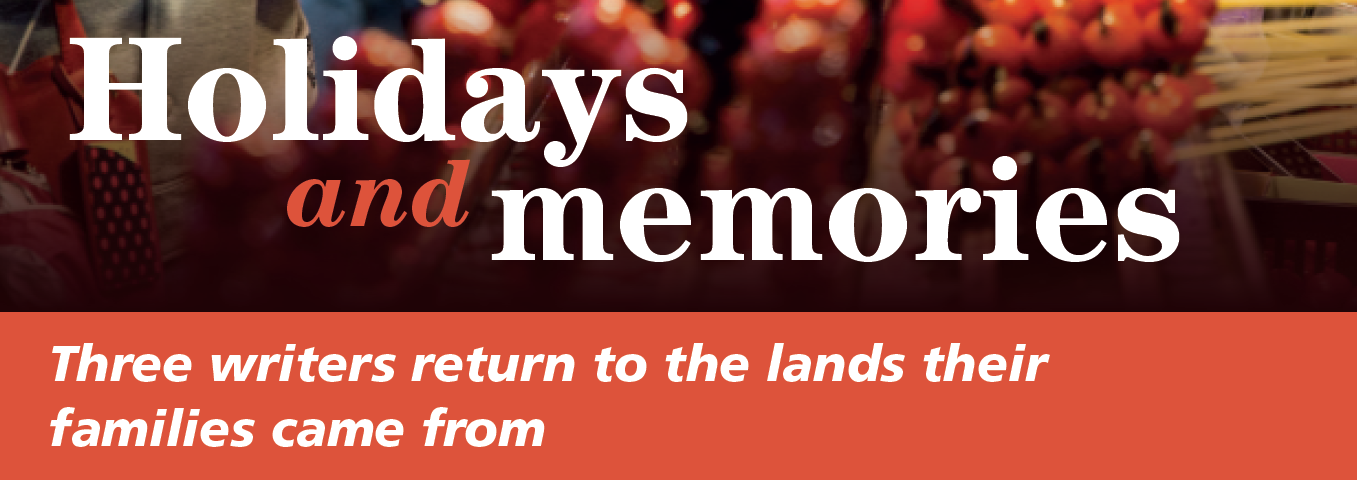 Holidays
and memories
Three writers return to the lands their
families came from